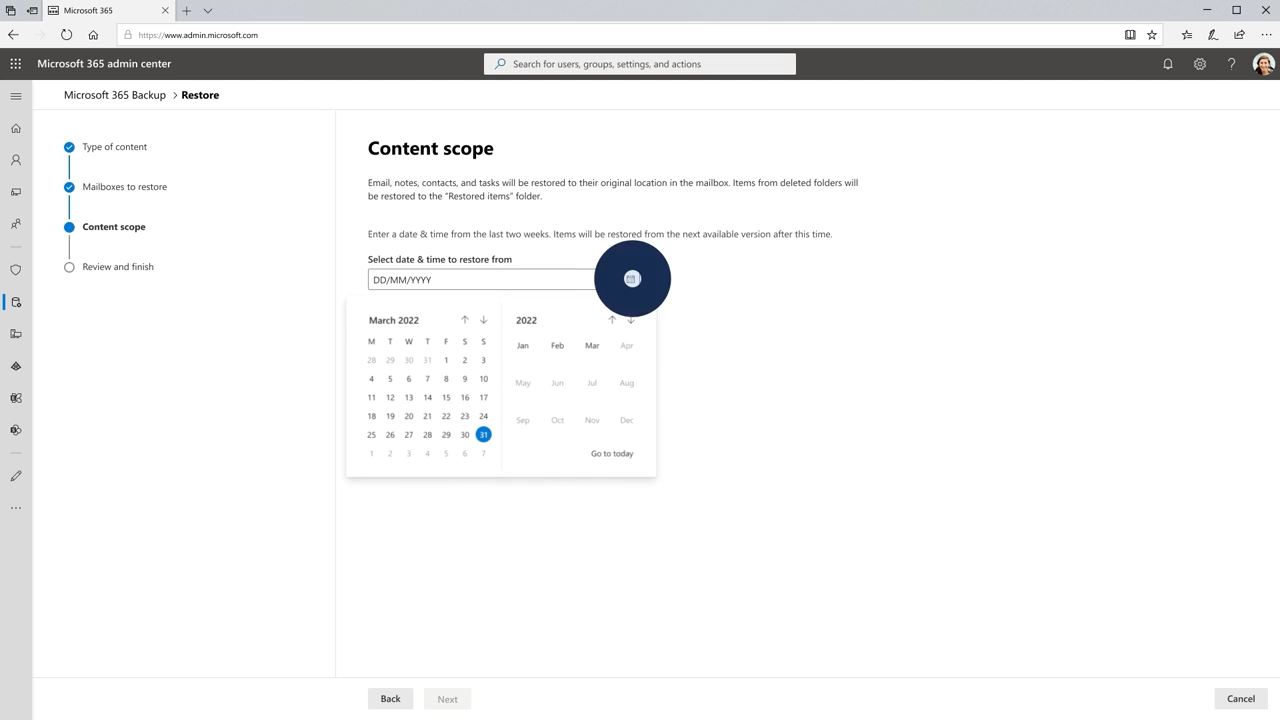 Microsoft 365
https://www.admin.microsoft.com
Microsoft 365 admin center
Search for users, groups, settings, and actions
Microsoft 365 Backup > Restore
Type of content
Mailboxes to restore
Content scope
Review and finish
Content scope
Email, notes, contacts, and tasks will be restored to their original location in the mailbox. Items from deleted folders will
be restored to the "Restored items" folder.
Enter a date & time from the last two weeks. Items will be restored from the next available version after this time.
Select date & time to restore from
DD/MM/YYYY
March 2022
M T W T F S S
28 29 30 31 1 2 3
4 5 6 7 8 9 10
11 12 13 14 15 16 17
18 19 20 21 22 23 24
25 26 27 28 29 30 31
1 2 3 4 5 6 7
2022
Jan Feb Mar Apr
May Jun Jul Aug
Sep Oct Nov Dec
Go to today
Back
Next
Cancel